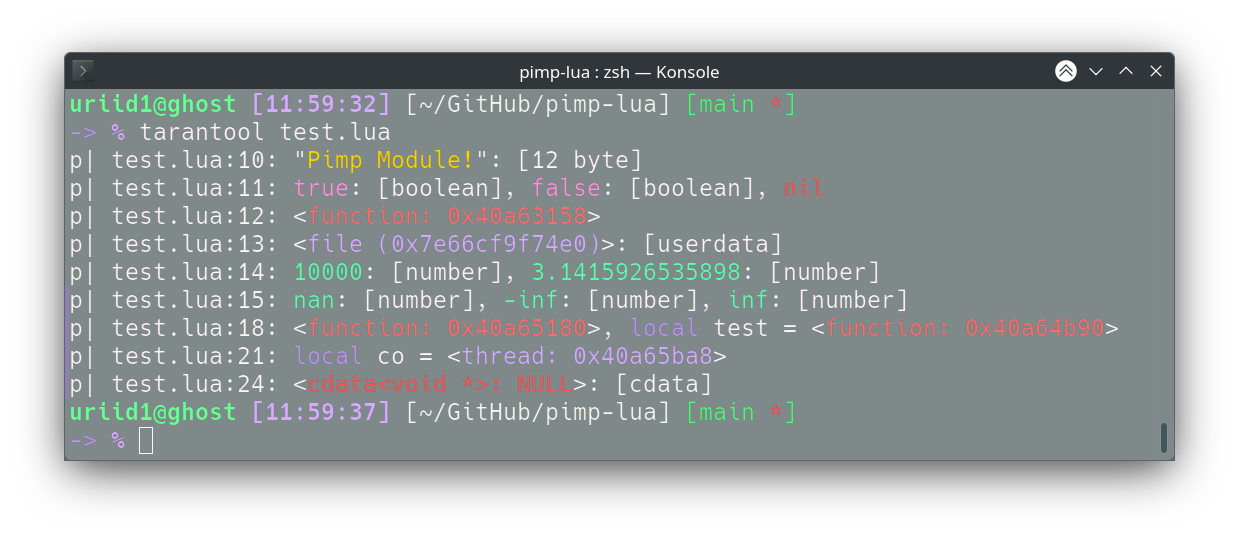 pimp-lua : zsh — Konsole
uriid1@ghost [11:59:32] [~/GitHub/pimp-lua] [main *]
-> % tarantool test.lua
p| test.lua:10: "Pimp Module!": [12 byte]
p| test.lua:11: true: [boolean], false: [boolean], nil
p| test.lua:12: <function: 0x40a63158>
p| test.lua:13: <file (0x7e66cf9f74e0)>: [userdata]
p| test.lua:14: 10000: [number], 3.1415926535898: [number]
p| test.lua:15: nan: [number], -inf: [number], inf: [number]
p| test.lua:18: <function: 0x40a65180>, local test = <function: 0x40a64b90>
p| test.lua:21: local co = <thread: 0x40a65ba8>
p| test.lua:24: <cdata<void *>: NULL>: [cdata]
uriid1@ghost [11:59:37] [~/GitHub/pimp-lua] [main *]
-> %